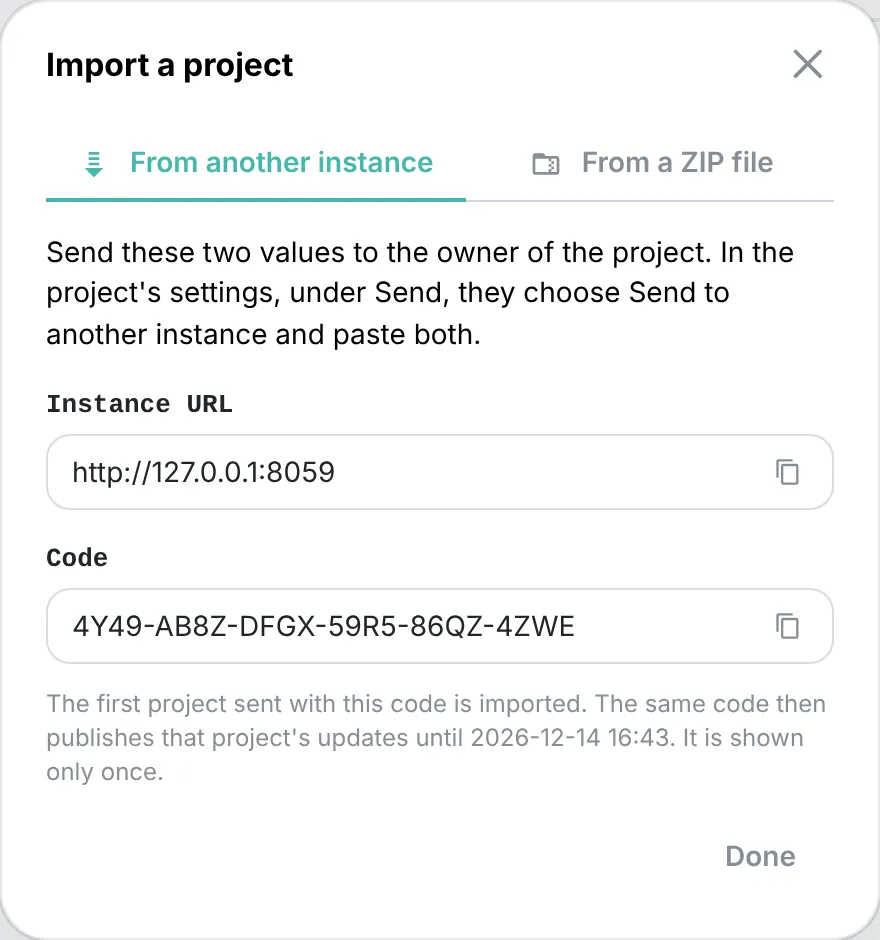 Import a project
From another instance
From a ZIP file
Send these two values to the owner of the project. In the
project's settings, under Send, they choose Send to
another instance and paste both.
Instance URL
http://127.0.0.1:8059
Code
4Y49-AB8Z-DFGX-59R5-86QZ-4ZWE
The first project sent with this code is imported. The same code then
publishes that project's updates until 2026-12-14 16:43. It is shown
only once.
Done